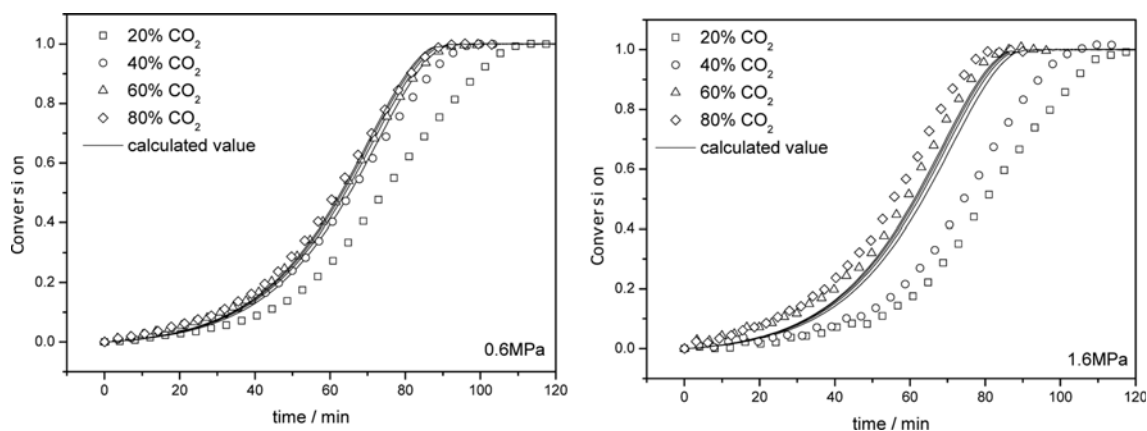 1.0
0.8
0.6
0.4
0.2
0.0
Conversion
20% CO2
40% CO2
60% CO2
80% CO2
calculated value
0.6MPa
0 20 40 60 80 100 120
time / min
1.0
0.8
0.6
0.4
0.2
0.0
Conversion
20% CO2
40% CO2
60% CO2
80% CO2
calculated value
1.6MPa
0 20 40 60 80 100 120
time / min